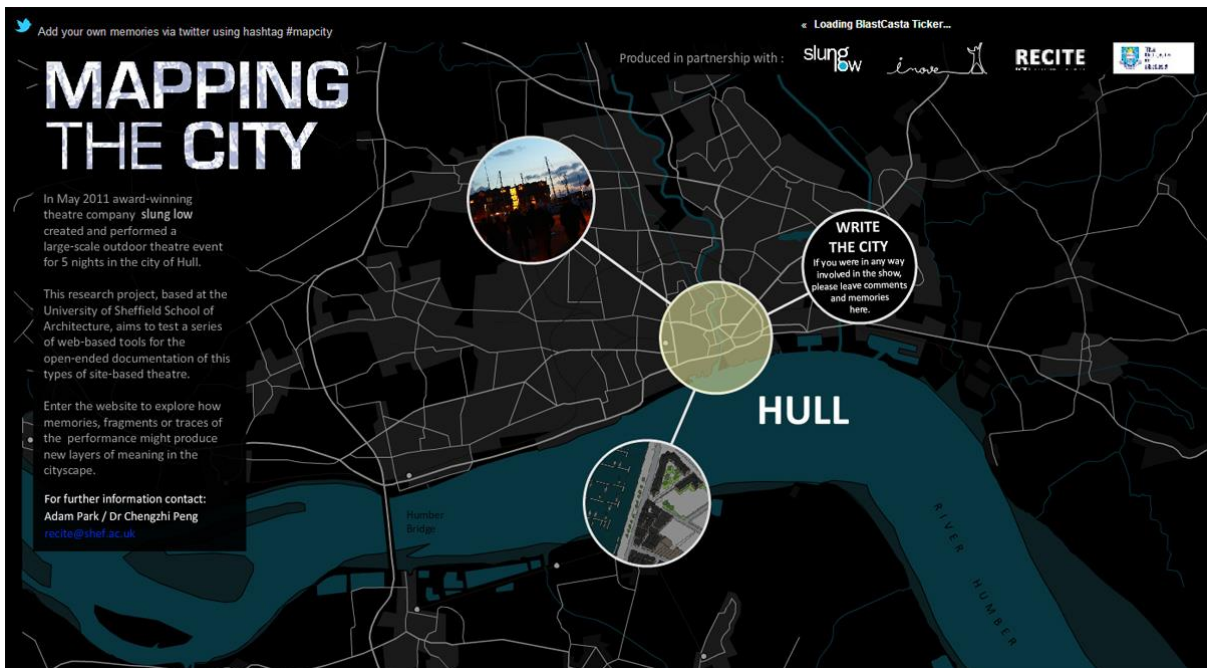 Add your own memories via twitter using hashtag #mapcity
« Loading BlastCasta Ticker...
Produced in partnership with :
slung
low
RECITE
MAPPING
THE CITY
In May 2011 award-winning
theatre company slung low
created and performed a
large-scale outdoor theatre event
for 5 nights in the city of Hull.
This research project, based at the
University of Sheffield School of
Architecture, aims to test a series
of web-based tools for the
open-ended documentation of this
types of site-based theatre.
Enter the website to explore how
memories, fragments or traces of
the performance might produce
new layers of meaning in the
cityscape.
For further information contact:
Adam Park / Dr Chengzhi Peng
recite@shef.ac.uk
WRITE
THE CITY
If you were in any way
involved in the show,
please leave comments
and memories
here.
HULL
Humber
Bridge
RIVER HUMBER